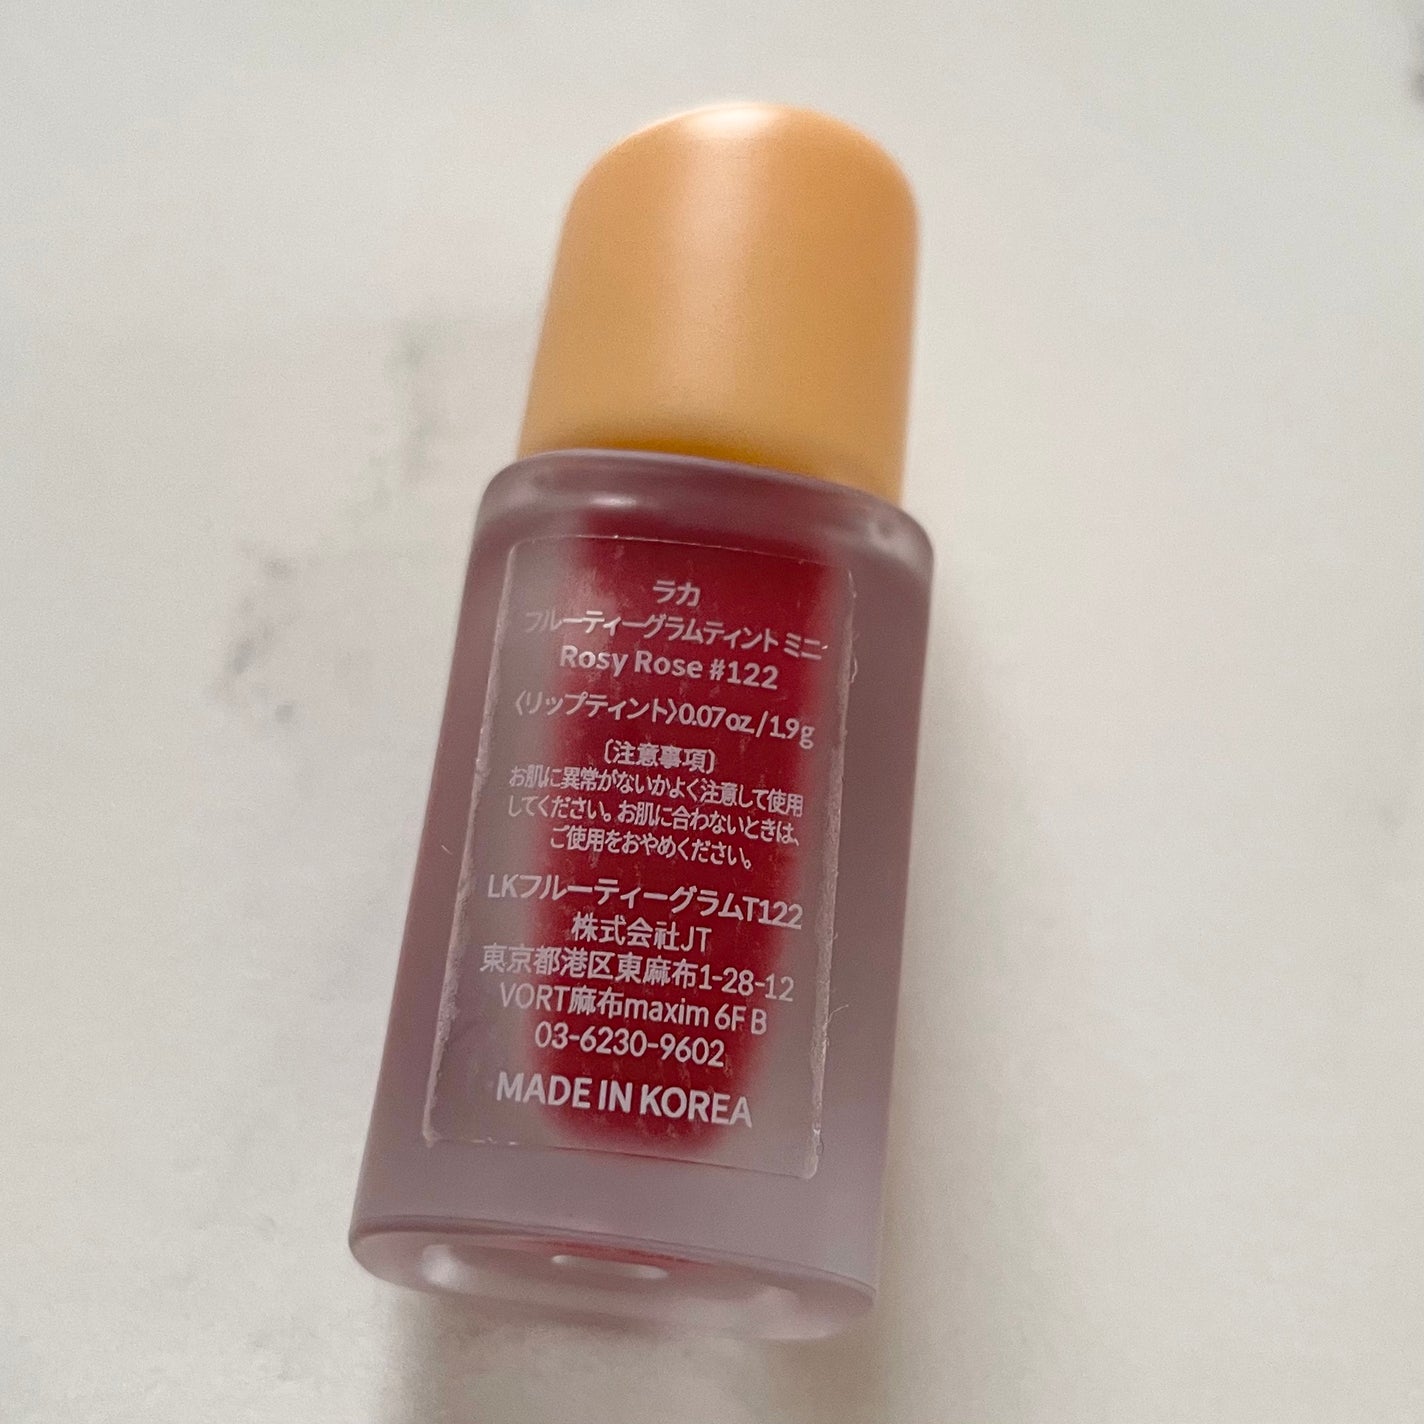 ラカ
フルーティーグラムティント ミニ
Rosy Rose #122
〈リップティント〉0.07oz./1.9g
〔注意事項〕
お肌に異常がないかよく注意して使用
してください。お肌に合わないときは、
ご使用をおやめください。
LKフルーティーグラムT122
株式会社JT
東京都港区東麻布1-28-12
VORT麻布maxim 6F B
03-6230-9602
MADE IN KOREA